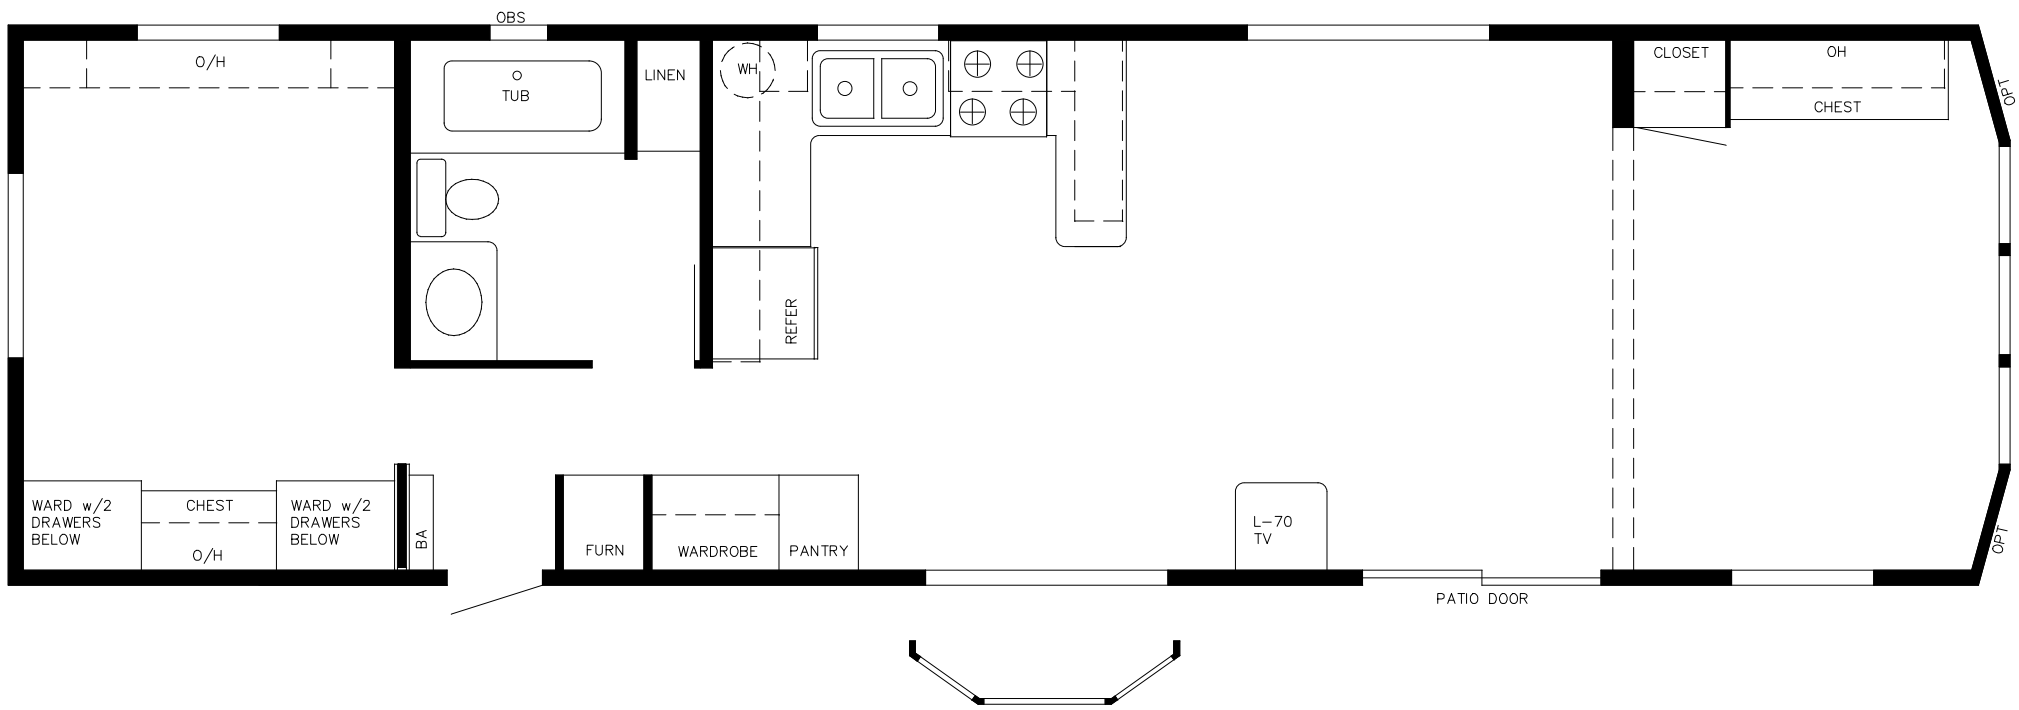 OBS
O/H
TUB
LINEN
WH
CLOSET
OH
CHEST
OPT
REFER
WARD w/2
DRAWERS
BELOW
CHEST
O/H
WARD w/2
DRAWERS
BELOW
BA
FURN
WARDROBE
PANTRY
L-70
TV
OPT
PATIO DOOR